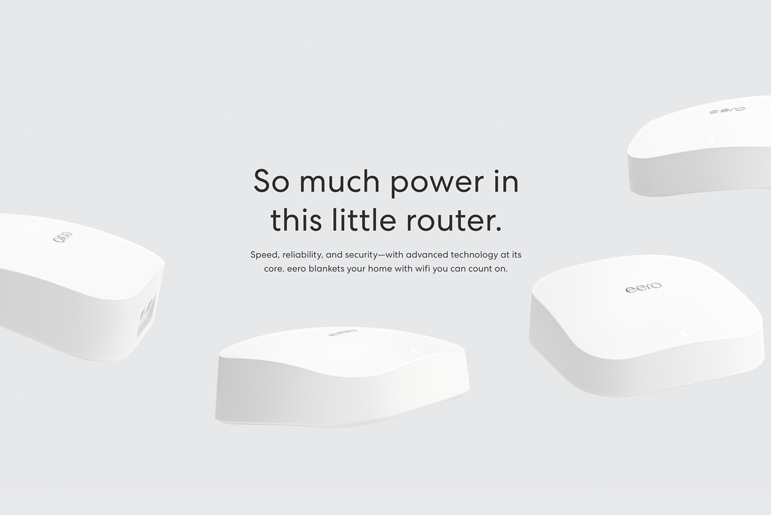 eero
So much power in
this little router.
eero
Speed, reliability, and security—with advanced technology at its
core. eero blankets your home with wifi you can count on.
eero
eero